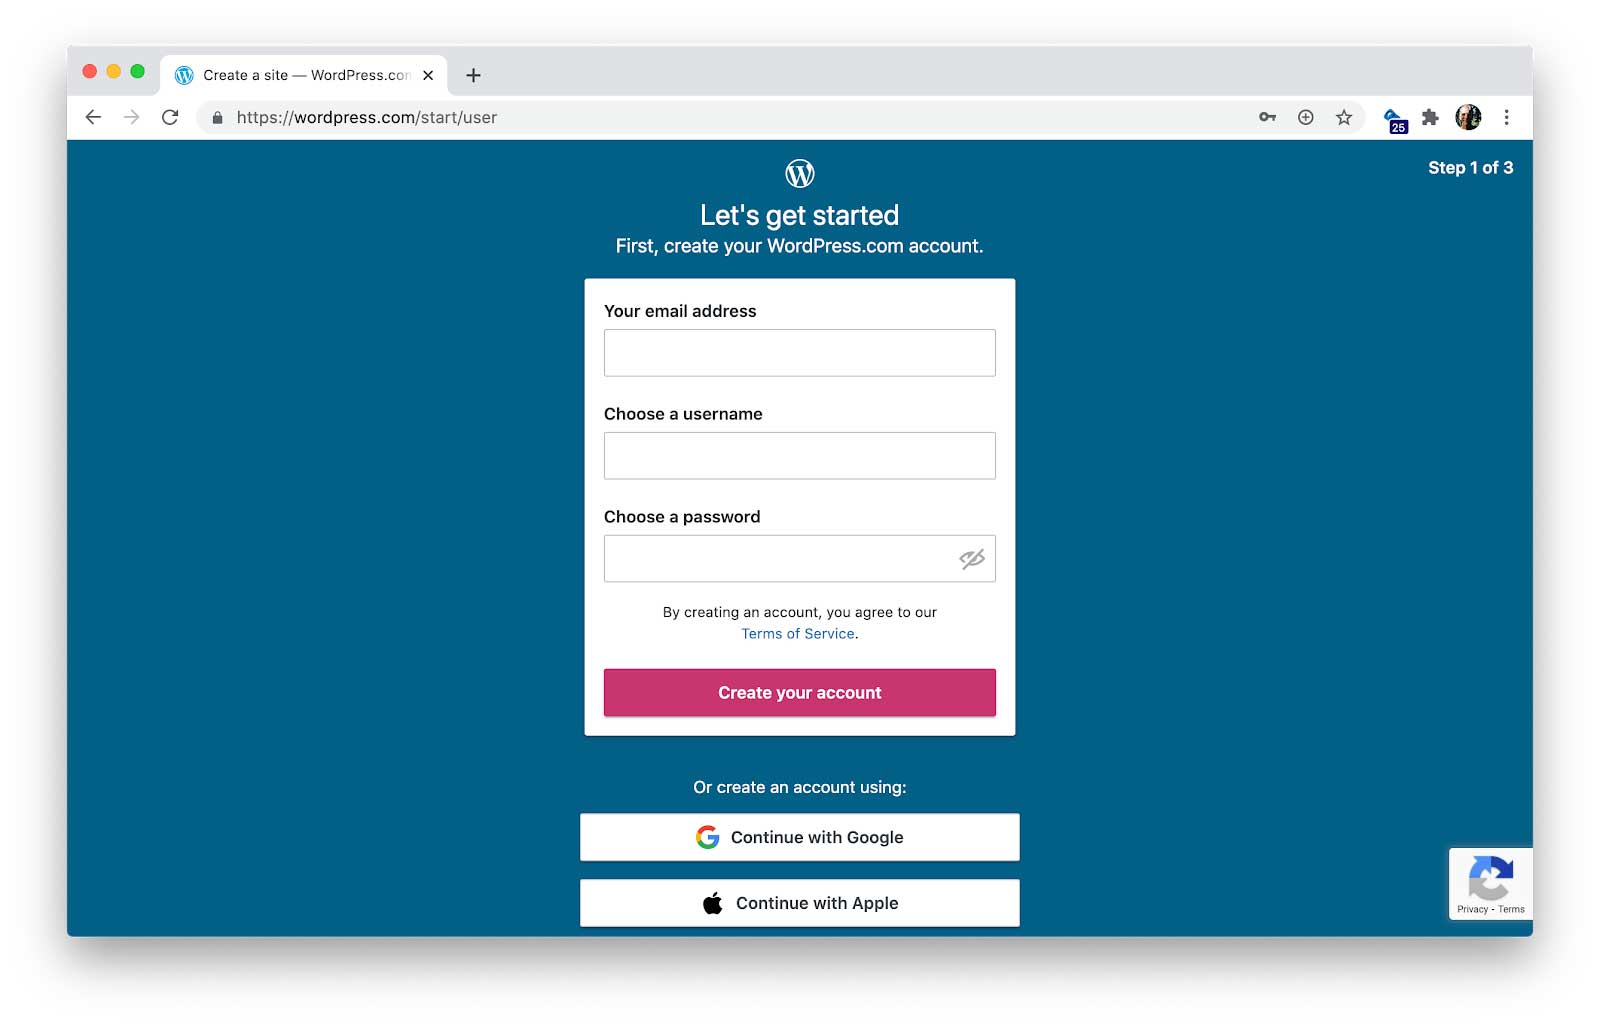 Create a site — WordPress.con
https://wordpress.com/start/user
25
Step 1 of 3
Let's get started
First, create your WordPress.com account.
Your email address
Choose a username
Choose a password
By creating an account, you agree to our
Terms of Service.
Create your account
Or create an account using:
Continue with Google
Continue with Apple
Privacy - Terms